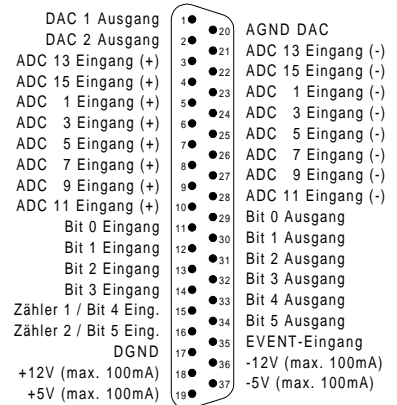 DAC 1 Ausgang 1
DAC 2 Ausgang 2
ADC 13 Eingang (+) 3
ADC 15 Eingang (+) 4
ADC 1 Eingang (+) 5
ADC 3 Eingang (+) 6
ADC 5 Eingang (+) 7
ADC 7 Eingang (+) 8
ADC 9 Eingang (+) 9
ADC 11 Eingang (+) 10
Bit 0 Eingang 11
Bit 1 Eingang 12
Bit 2 Eingang 13
Bit 3 Eingang 14
Zähler 1 / Bit 4 Eing. 15
Zähler 2 / Bit 5 Eing. 16
DGND 17
+12V (max. 100mA) 18
+5V (max. 100mA) 19
20 AGND DAC
21 ADC 13 Eingang (-)
22 ADC 15 Eingang (-)
23 ADC 1 Eingang (-)
24 ADC 3 Eingang (-)
25 ADC 5 Eingang (-)
26 ADC 7 Eingang (-)
27 ADC 9 Eingang (-)
28 ADC 11 Eingang (-)
29 Bit 0 Ausgang
30 Bit 1 Ausgang
31 Bit 2 Ausgang
32 Bit 3 Ausgang
33 Bit 4 Ausgang
34 Bit 5 Ausgang
35 EVENT-Eingang
36 -12V (max. 100mA)
37 -5V (max. 100mA)